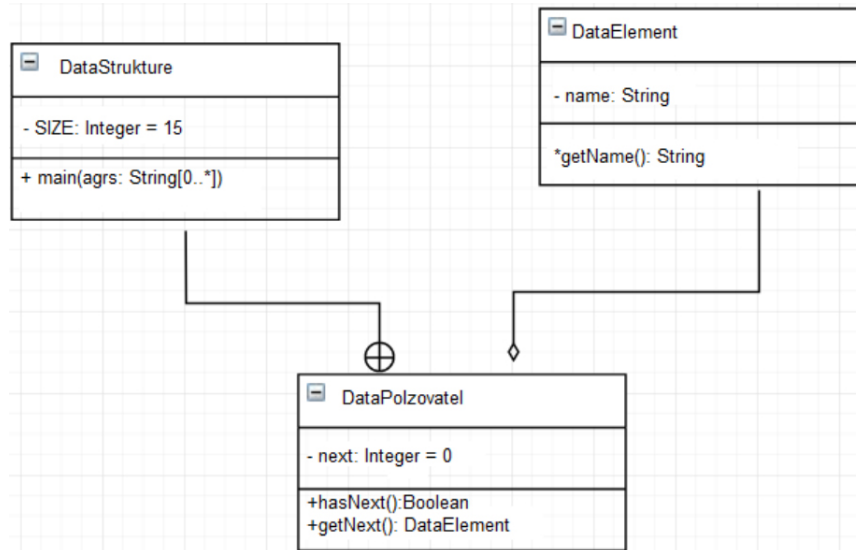 DataStrukture
- SIZE: Integer = 15
+ main(agrs: String[0..*])
DataElement
- name: String
*getName(): String
DataPolzovatel
- next: Integer = 0
+hasNext():Boolean
+getNext(): DataElement